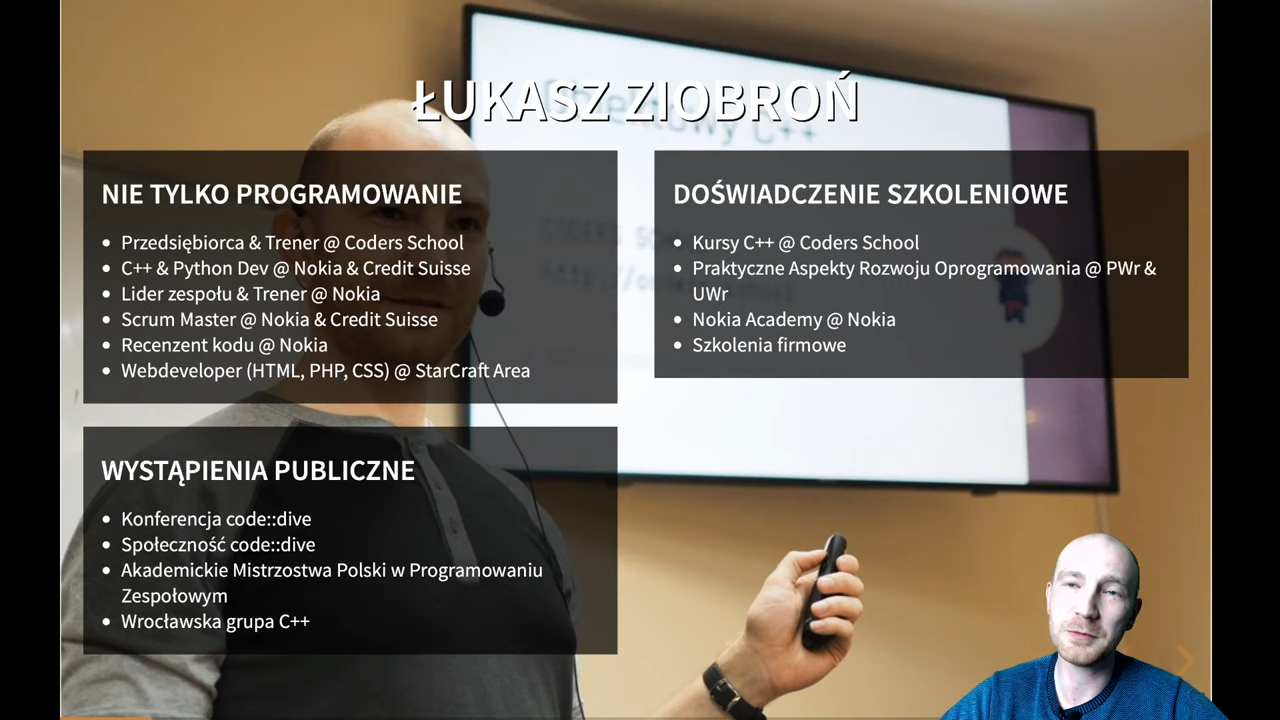 ŁUKASZ ZIOBROŃ
NIE TYLKO PROGRAMOWANIE
• Przedsiębiorca & Trener @ Coders School
• C++ & Python Dev @ Nokia & Credit Suisse
• Lider zespołu & Trener @ Nokia
• Scrum Master @ Nokia & Credit Suisse
• Recenzent kodu @ Nokia
• Webdeveloper (HTML, PHP, CSS) @ StarCraft Area
DOŚWIADCZENIE SZKOLENIOWE
• Kursy C++ @ Coders School
• Praktyczne Aspekty Rozwoju Oprogramowania @ PWr &
UWr
• Nokia Academy @ Nokia
• Szkolenia firmowe
WYSTĄPIENIA PUBLICZNE
• Konferencja code::dive
• Społeczność code::dive
• Akademickie Mistrzostwa Polski w Programowaniu
Zespołowym
• Wrocławska grupa C++
C++
CODERS